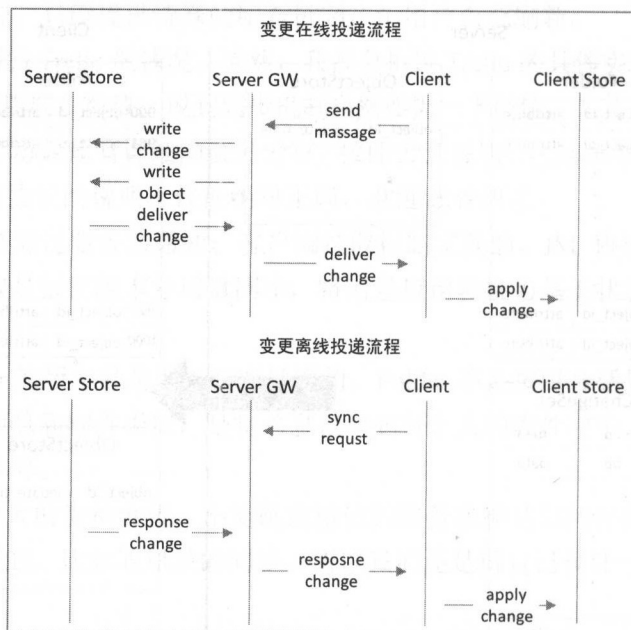 变更在线投递流程
Server Store Server GW Client Client Store
send
massage
write
change
write
object
deliver
change
deliver
change
apply
change
变更离线投递流程
Server Store Server GW Client Client Store
sync
requst
response
change
resposne
change
apply
change